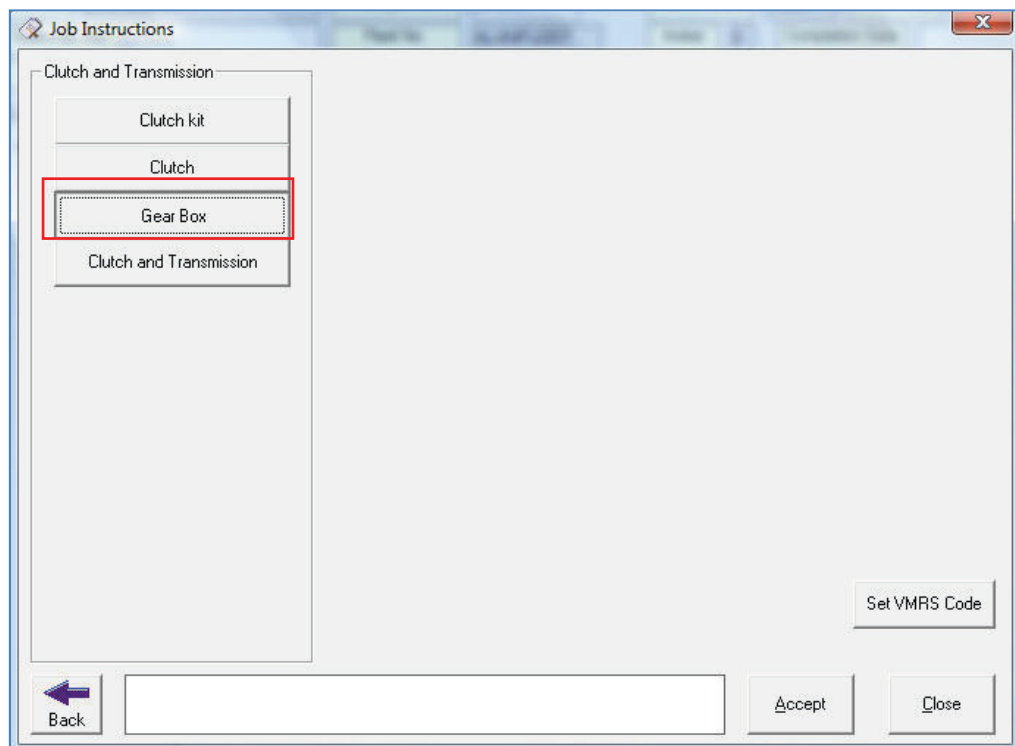 Job Instructions
X
Clutch and Transmission
Clutch kit
Clutch
Gear Box
Clutch and Transmission
Set VMRS Code
Back
Accept
Close